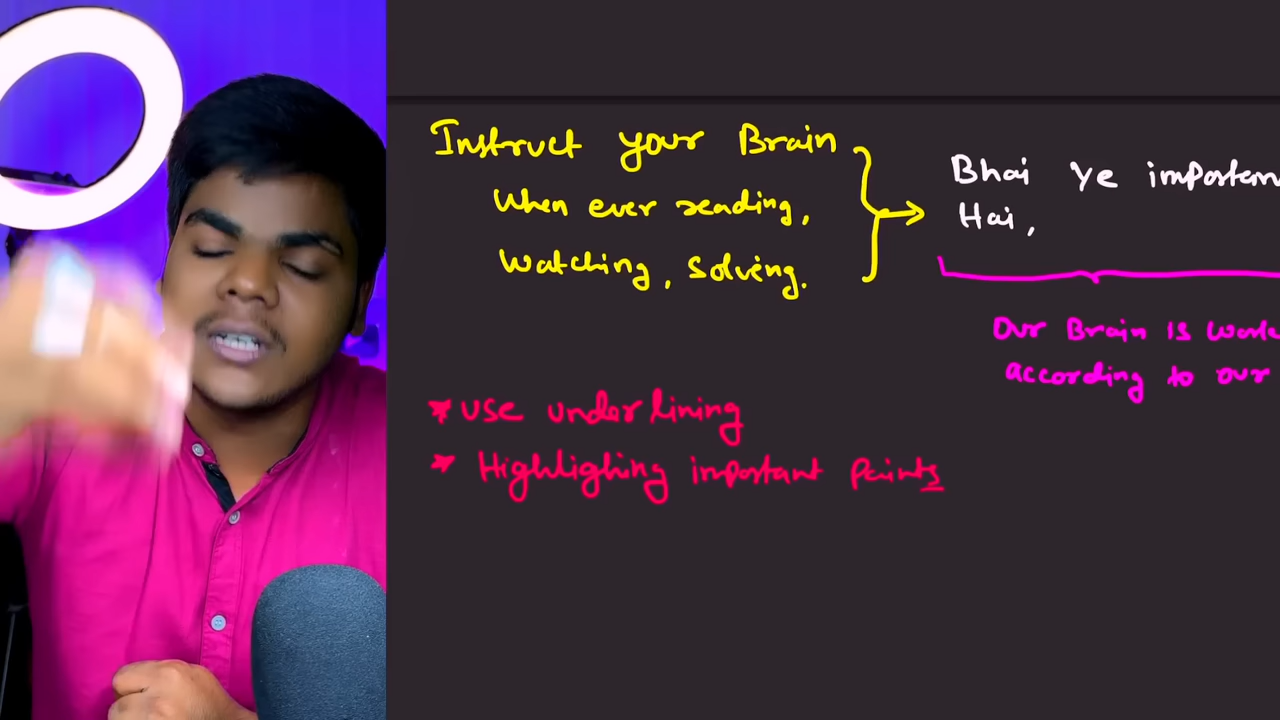 Instruct your Brain
When ever reading,
Watching, Solving.
Bhai ye
Hai,
Our Brain is
according to our
* use underlining
* Highlighing important points